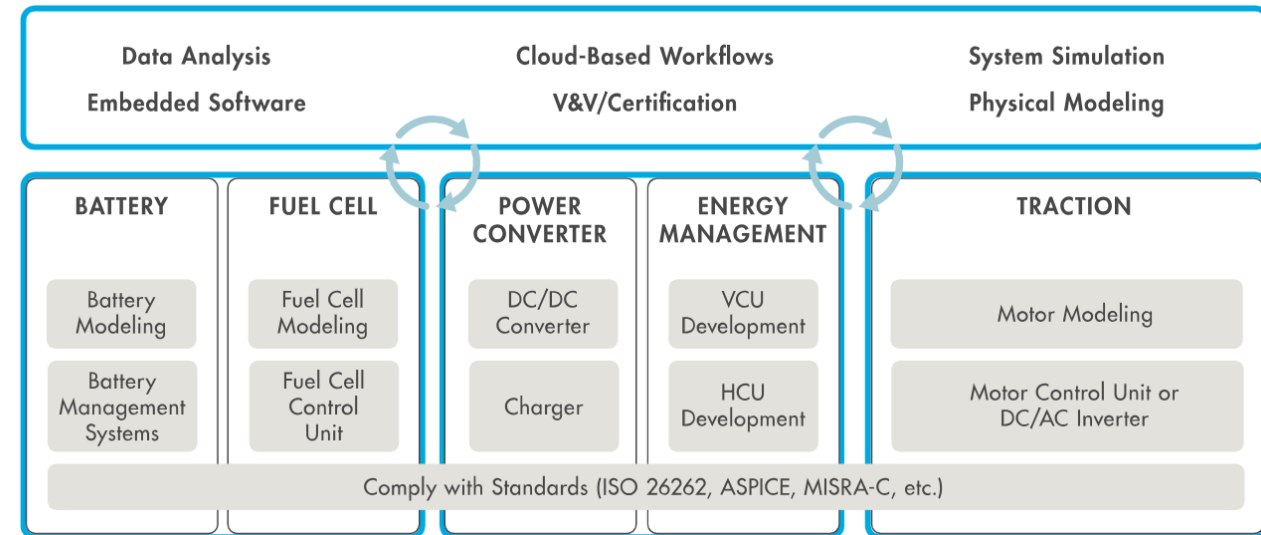 Data Analysis
Cloud-Based Workflows
System Simulation
Embedded Software
V&V/Certification
Physical Modeling
BATTERY
FUEL CELL
POWER
CONVERTER
ENERGY
MANAGEMENT
TRACTION
Battery
Modeling
Fuel Cell
Modeling
DC/DC
Converter
VCU
Development
Motor Modeling
Battery
Management
Systems
Fuel Cell
Control
Unit
Charger
HCU
Development
Motor Control Unit or
DC/AC Inverter
Comply with Standards (ISO 26262, ASPICE, MISRA-C, etc.)